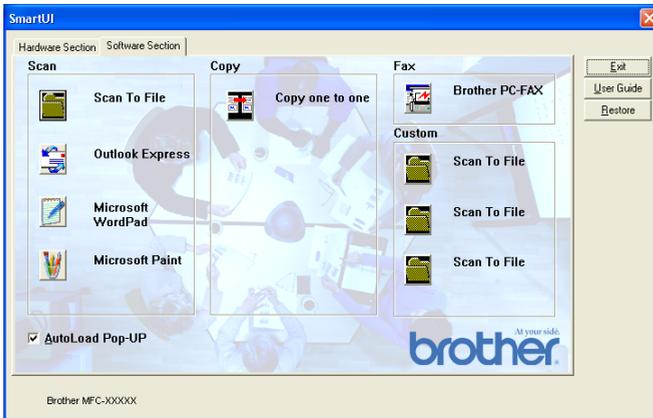 SmartUI
Hardware Section
Software Section
Scan
Scan To File
Outlook Express
Microsoft
WordPad
Microsoft Paint
Copy
Copy one to one
Fax
Brother PC-FAX
Custom
Scan To File
Scan To File
Scan To File
Exit
User Guide
Restore
AutoLoad Pop-UP
At your side.
brother
Brother MFC-XXXXX